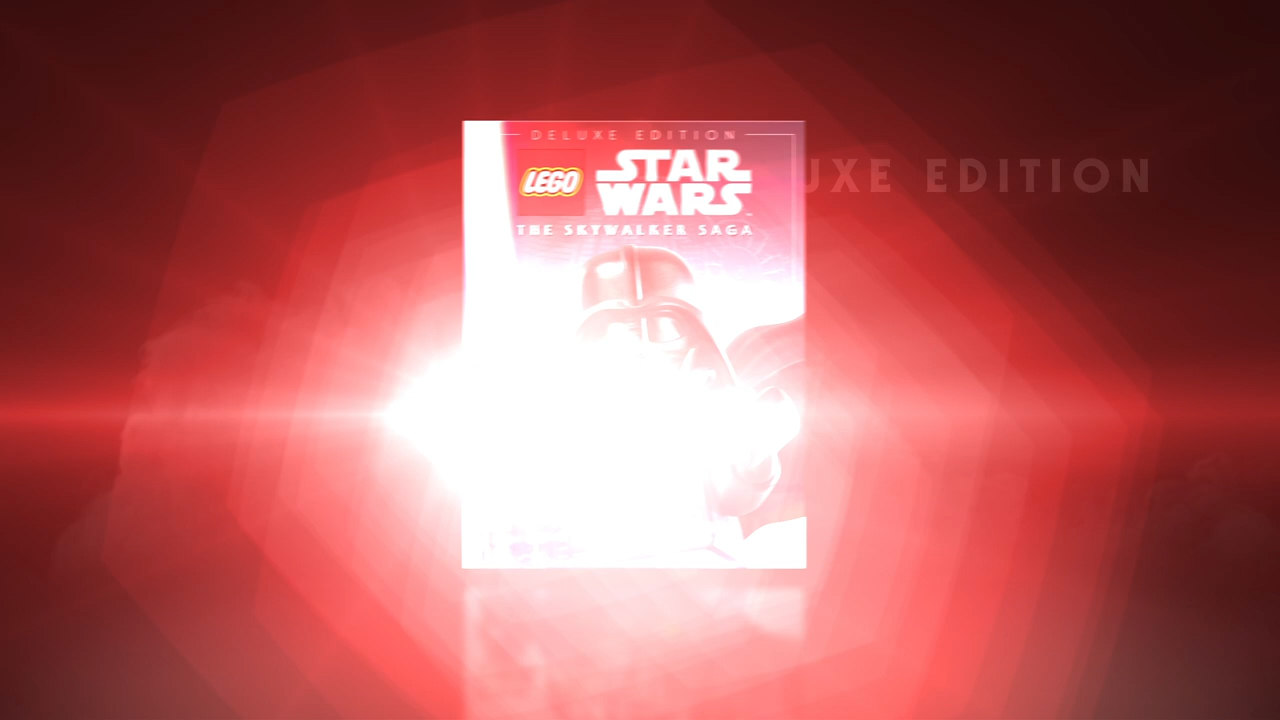 DELUXE EDITION
LEGO
STAR
WARS
THE SKYWALKER SAGA
UXE EDITION